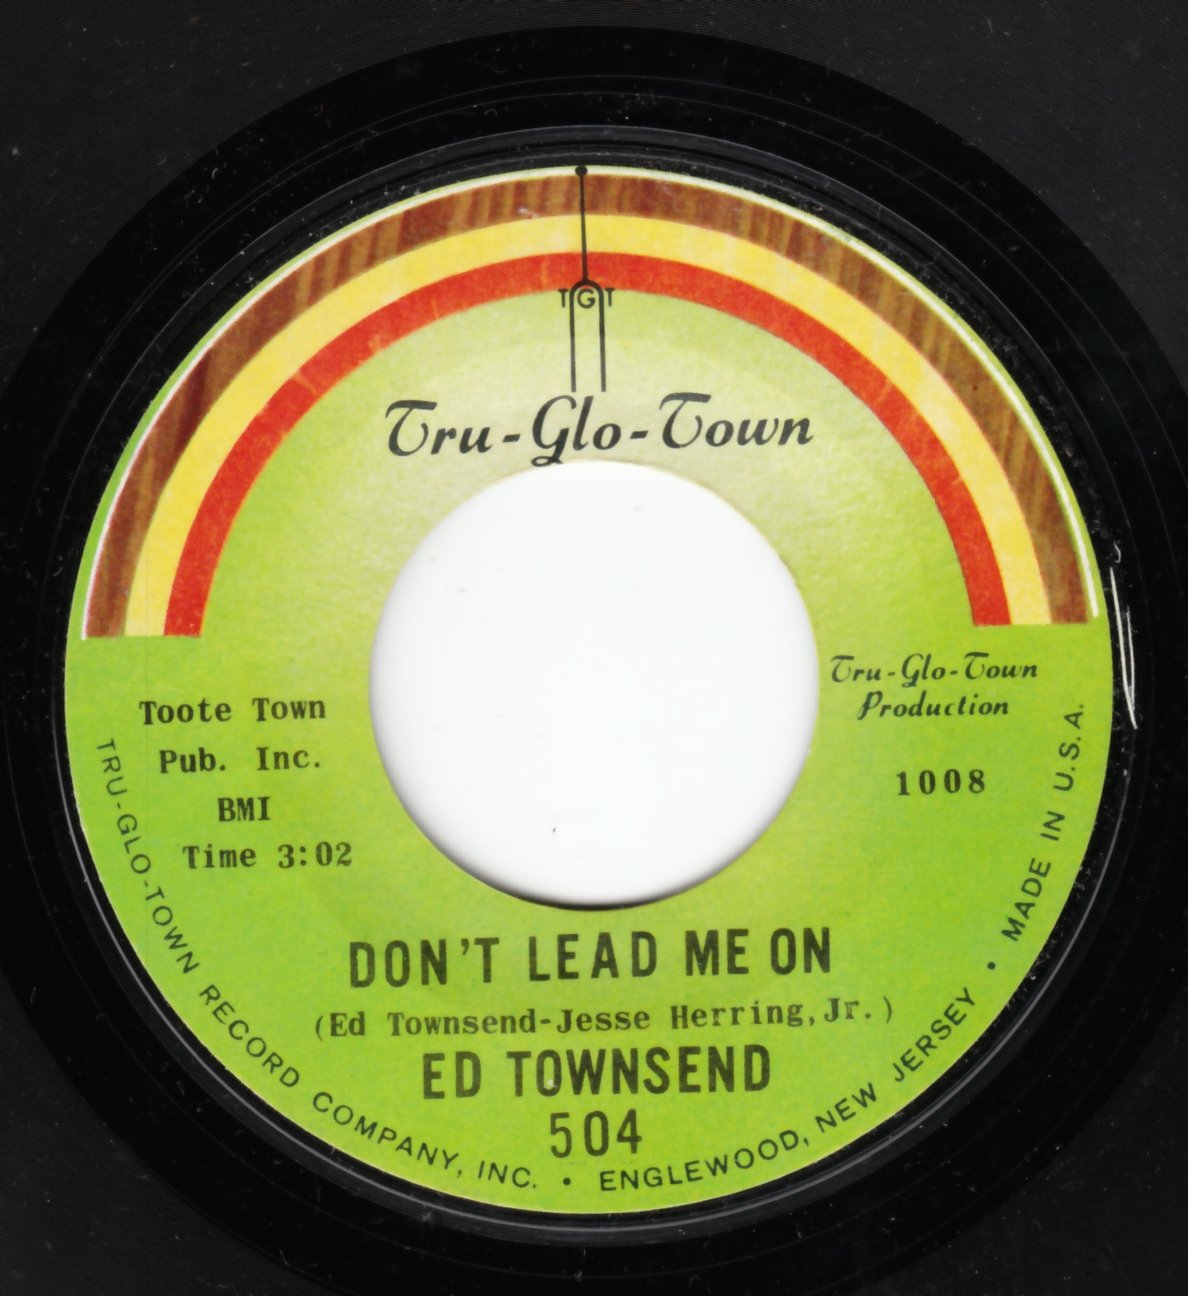 TGT
Tru-Glo-Town
Toote Town
Pub. Inc.
BMI
Time 3:02
Tru-Glo-Town
Production
1008
DON'T LEAD ME ON
(Ed Townsend-Jesse Herring, Jr.)
ED TOWNSEND
504
TRU-GLO-TOWN RECORD COMPANY, INC. • ENGLEWOOD, NEW JERSEY • MADE IN U.S.A.